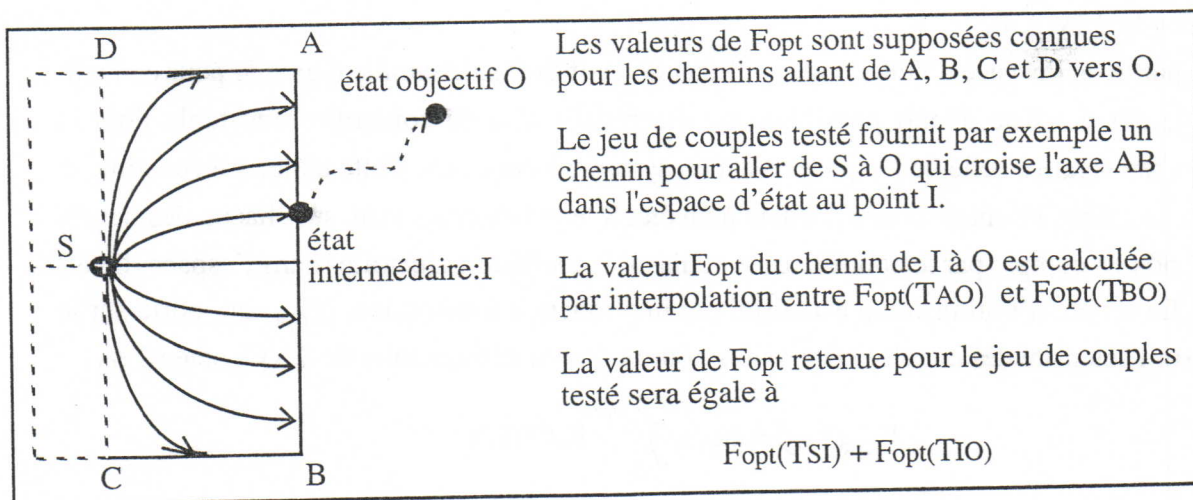 D
A
état objectif O
S
état
intermédaire:I
C
B
Les valeurs de Fopt sont supposées connues
pour les chemins allant de A, B, C et D vers O.
Le jeu de couples testé fournit par exemple un
chemin pour aller de S à O qui croise l'axe AB
dans l'espace d'état au point I.
La valeur Fopt du chemin de I à O est calculée
par interpolation entre Fopt(TAO) et Fopt(TBO)
La valeur de Fopt retenue pour le jeu de couples
testé sera égale à
Fopt(TSI) + Fopt(TIO)